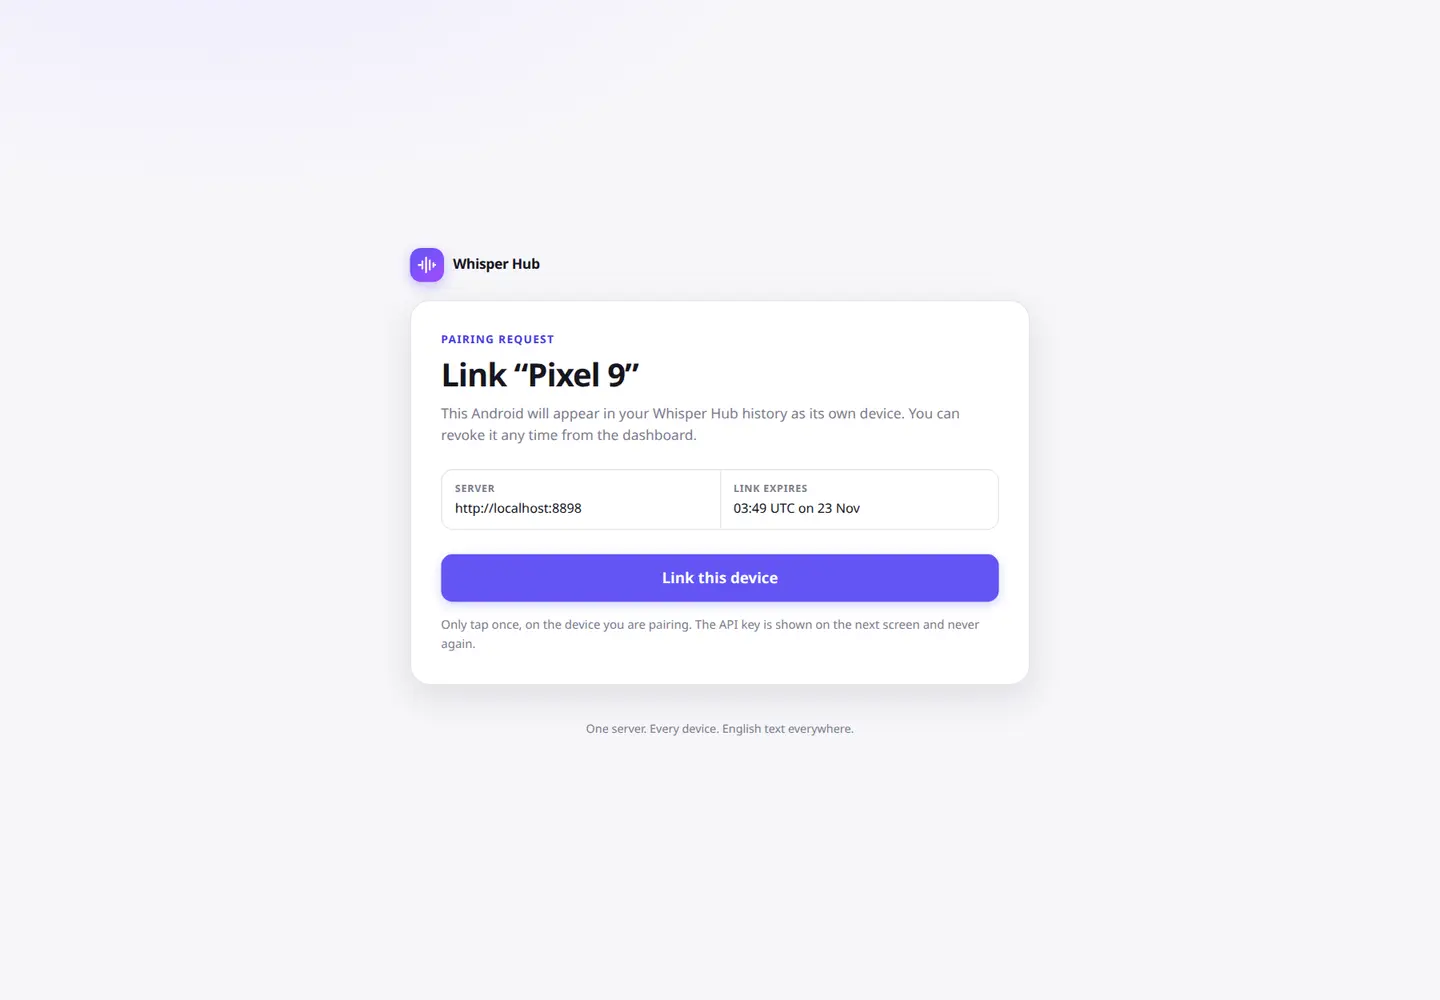 Whisper Hub
PAIRING REQUEST
Link “Pixel 9”
This Android will appear in your Whisper Hub history as its own device. You can
revoke it any time from the dashboard.
SERVER
http://localhost:8898
LINK EXPIRES
03:49 UTC on 23 Nov
Link this device
Only tap once, on the device you are pairing. The API key is shown on the next screen and never
again.
One server. Every device. English text everywhere.